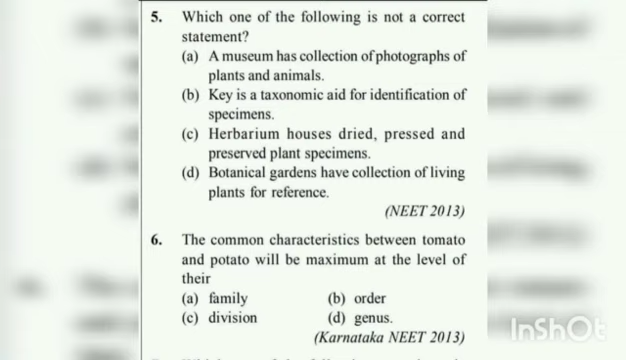 5. Which one of the following is not a correct
statement?
(a) A museum has collection of photographs of
plants and animals.
(b) Key is a taxonomic aid for identification of
specimens.
(c) Herbarium houses dried, pressed and
preserved plant specimens.
(d) Botanical gardens have collection of living
plants for reference.
(NEET 2013)
6. The common characteristics between tomato
and potato will be maximum at the level of
their
(a) family (b) order
(c) division (d) genus.
(Karnataka NEET 2013)
InShOt